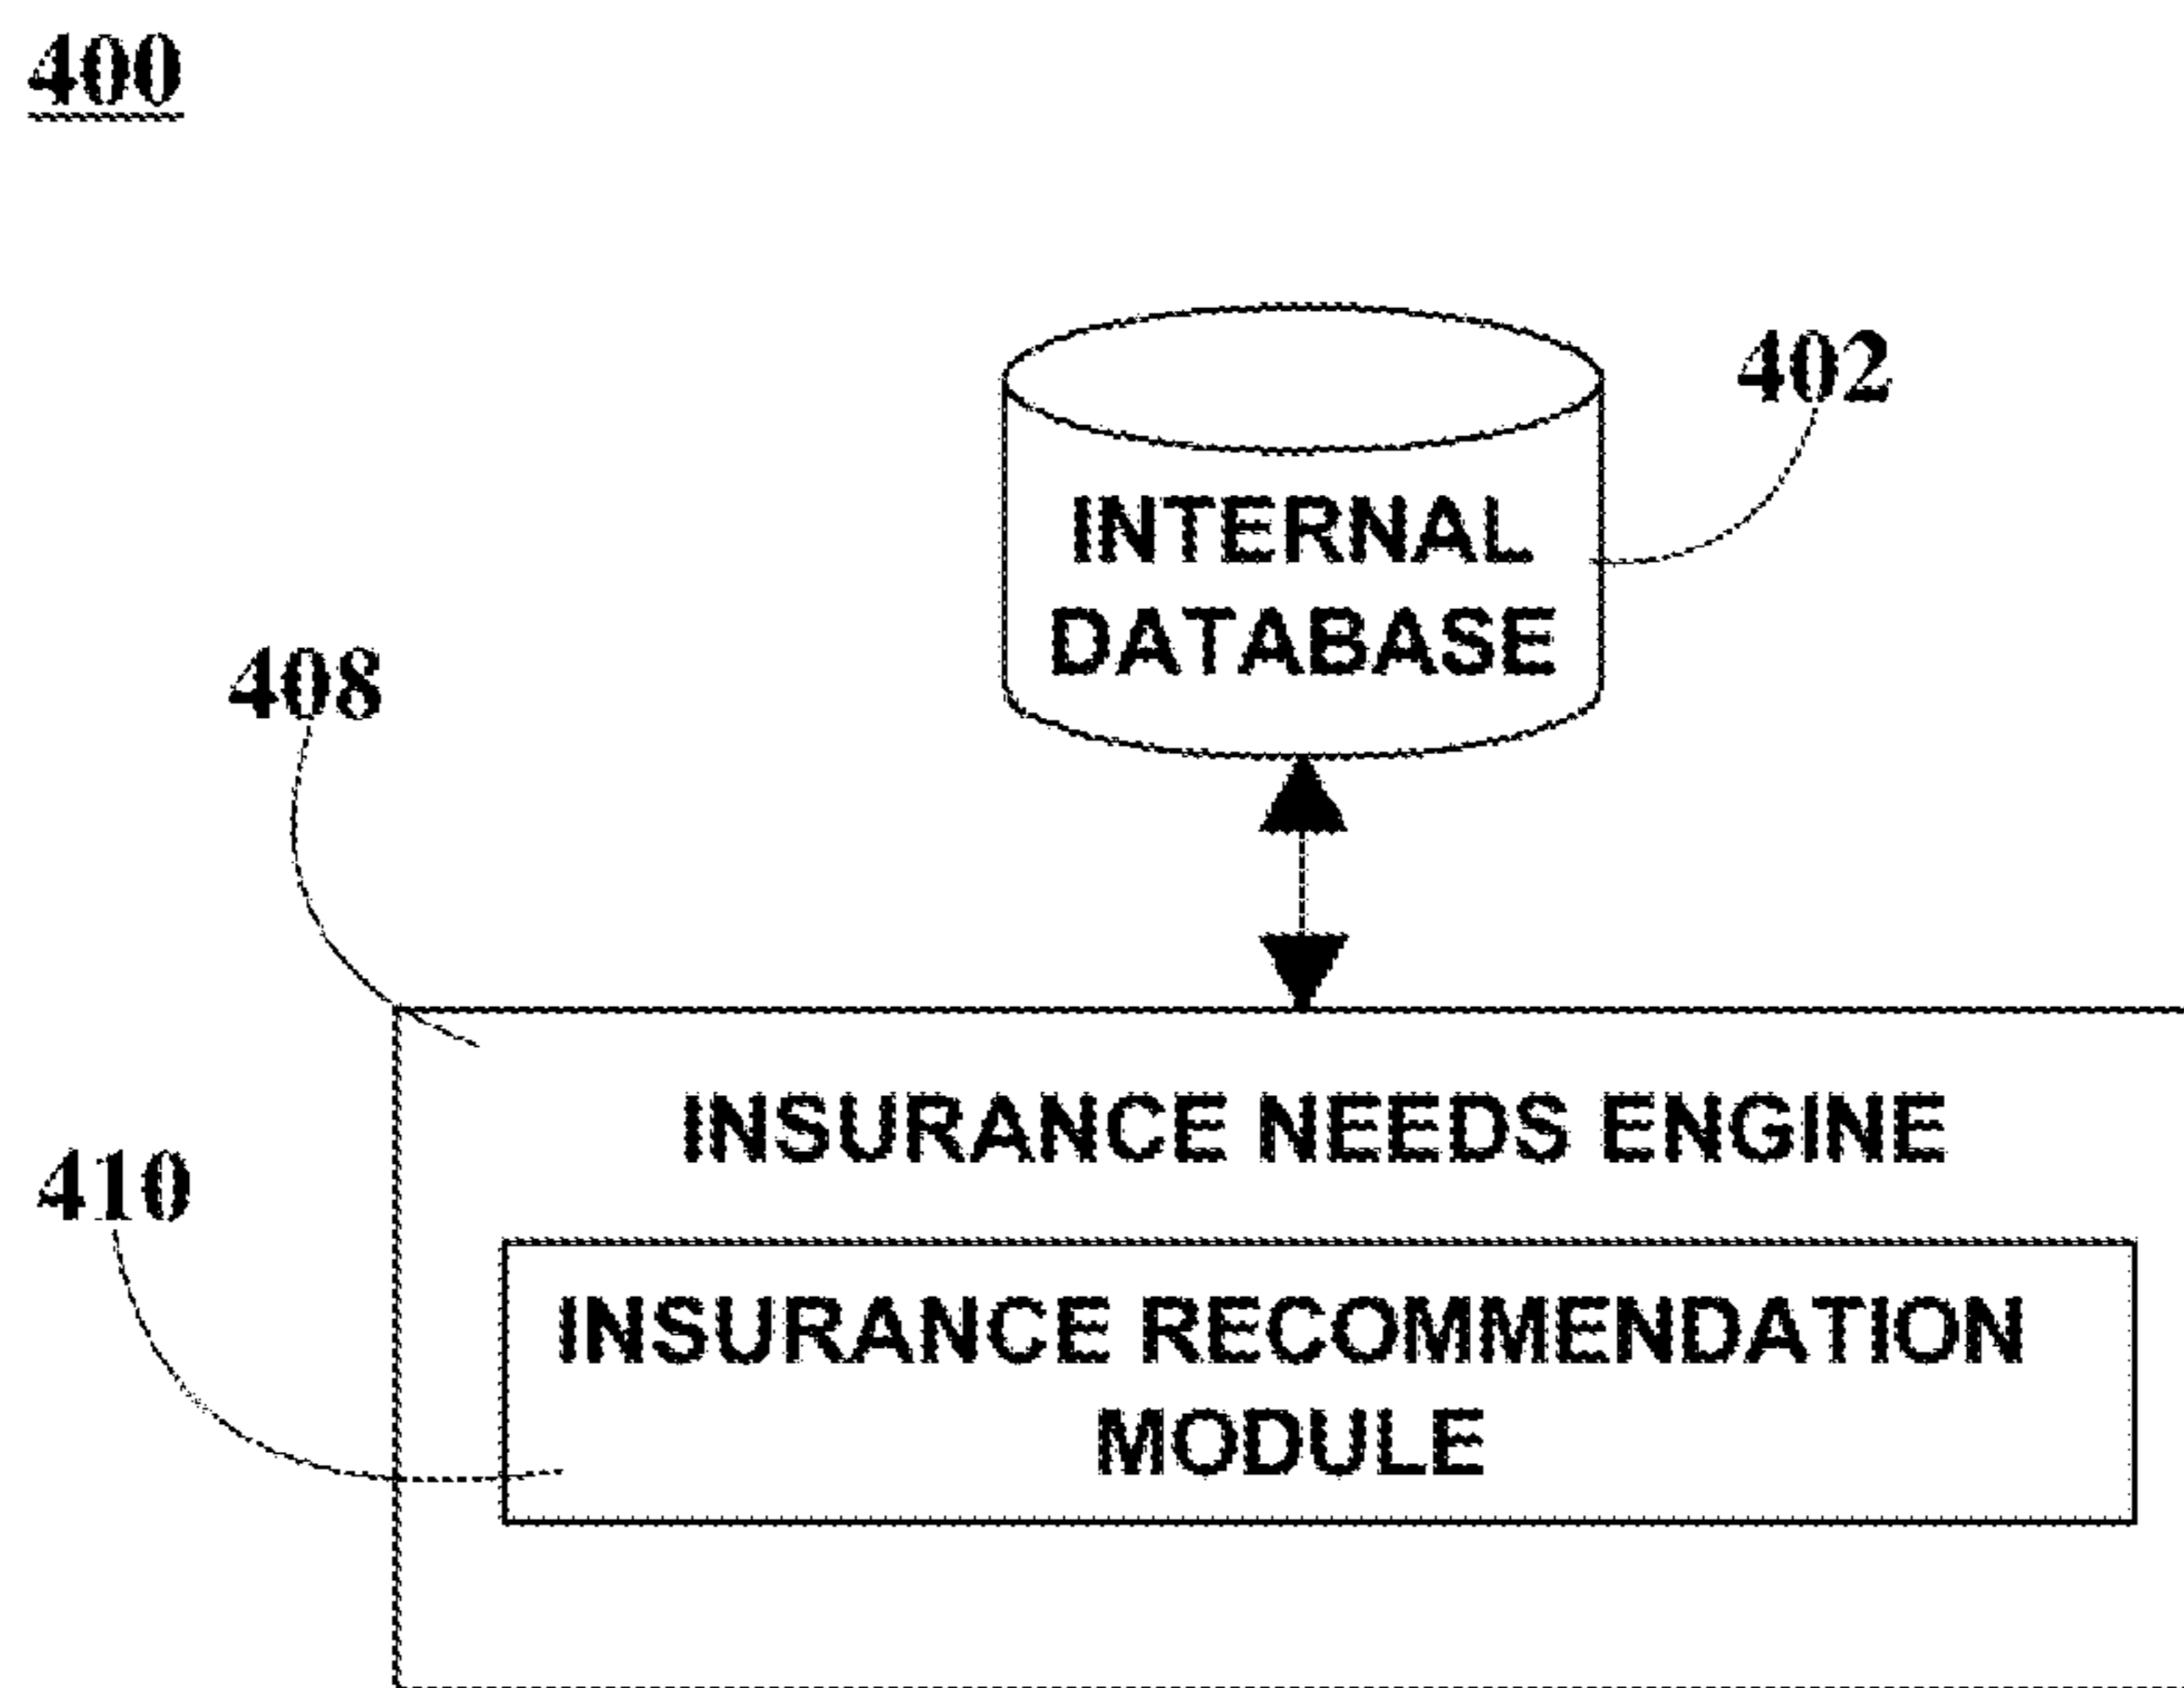 400
402
INTERNAL
DATABASE
408
INSURANCE NEEDS ENGINE
410
INSURANCE RECOMMENDATION
MODULE